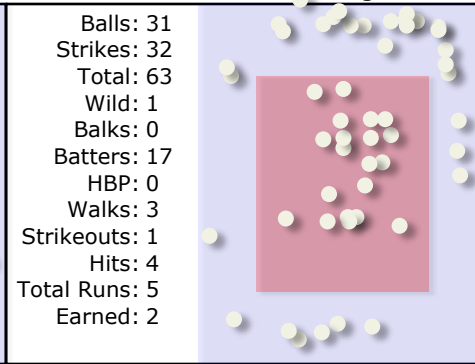 Balls: 31
Strikes: 32
Total: 63
Wild: 1
Balks: 0
Batters: 17
HBP: 0
Walks: 3
Strikeouts: 1
Hits: 4
Total Runs: 5
Earned: 2